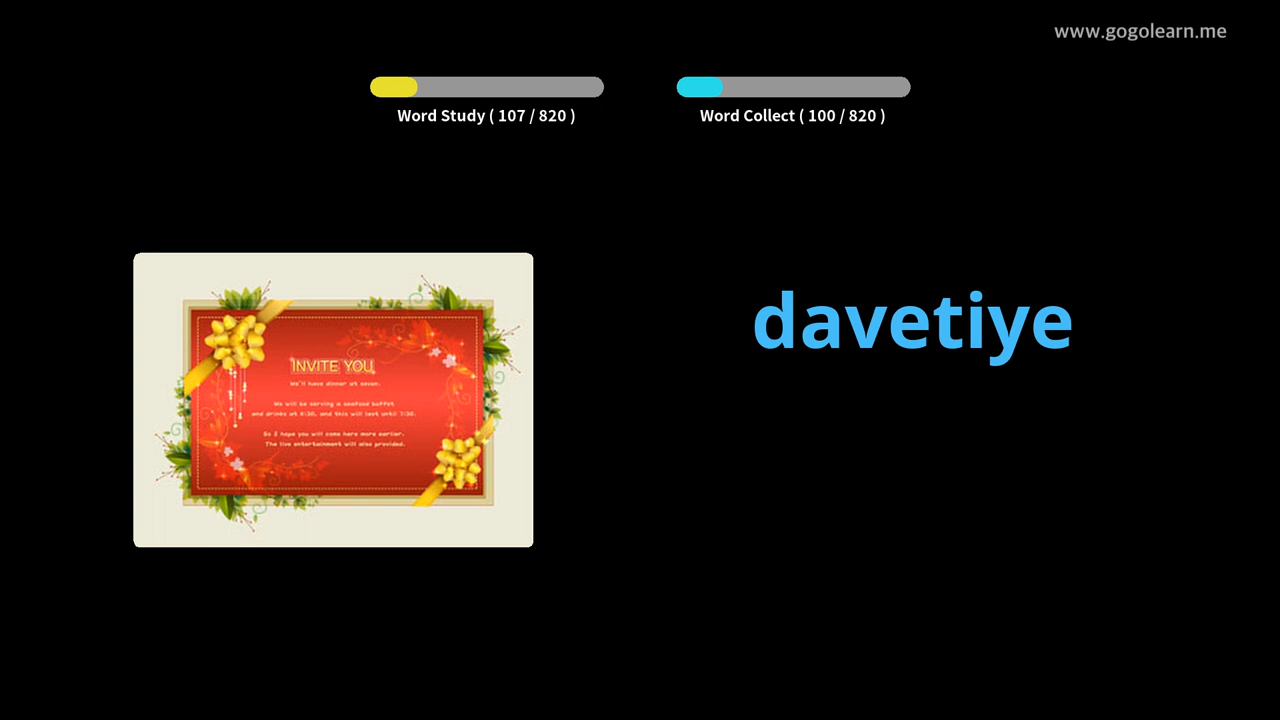 www.gogolearn.me
Word Study ( 107 / 820 )
Word Collect ( 100 / 820 )
davetiye
INVITE YOU
We'll have dinner at seven.
We will be serving a seafood buffet
and drinks at 6:30, and this will last until 7:30.
So I hope you will come here more earlier.
The live entertainment will also provided.